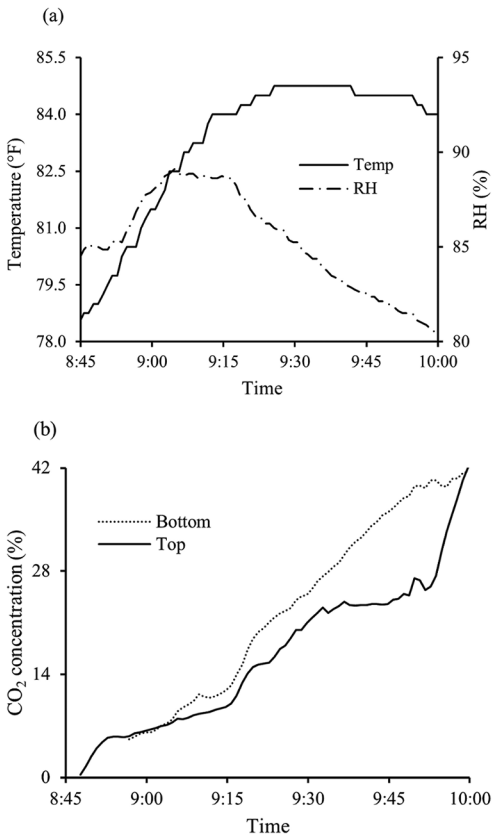 (a)
85.5
84.0
82.5
81.0
79.5
78.0
Temperature (°F)
95
90
85
80
RH (%)
Temp
RH
8:45 9:00 9:15 9:30 9:45 10:00
Time
(b)
42
28
14
0
CO2 concentration (%)
Bottom
Top
8:45 9:00 9:15 9:30 9:45 10:00
Time